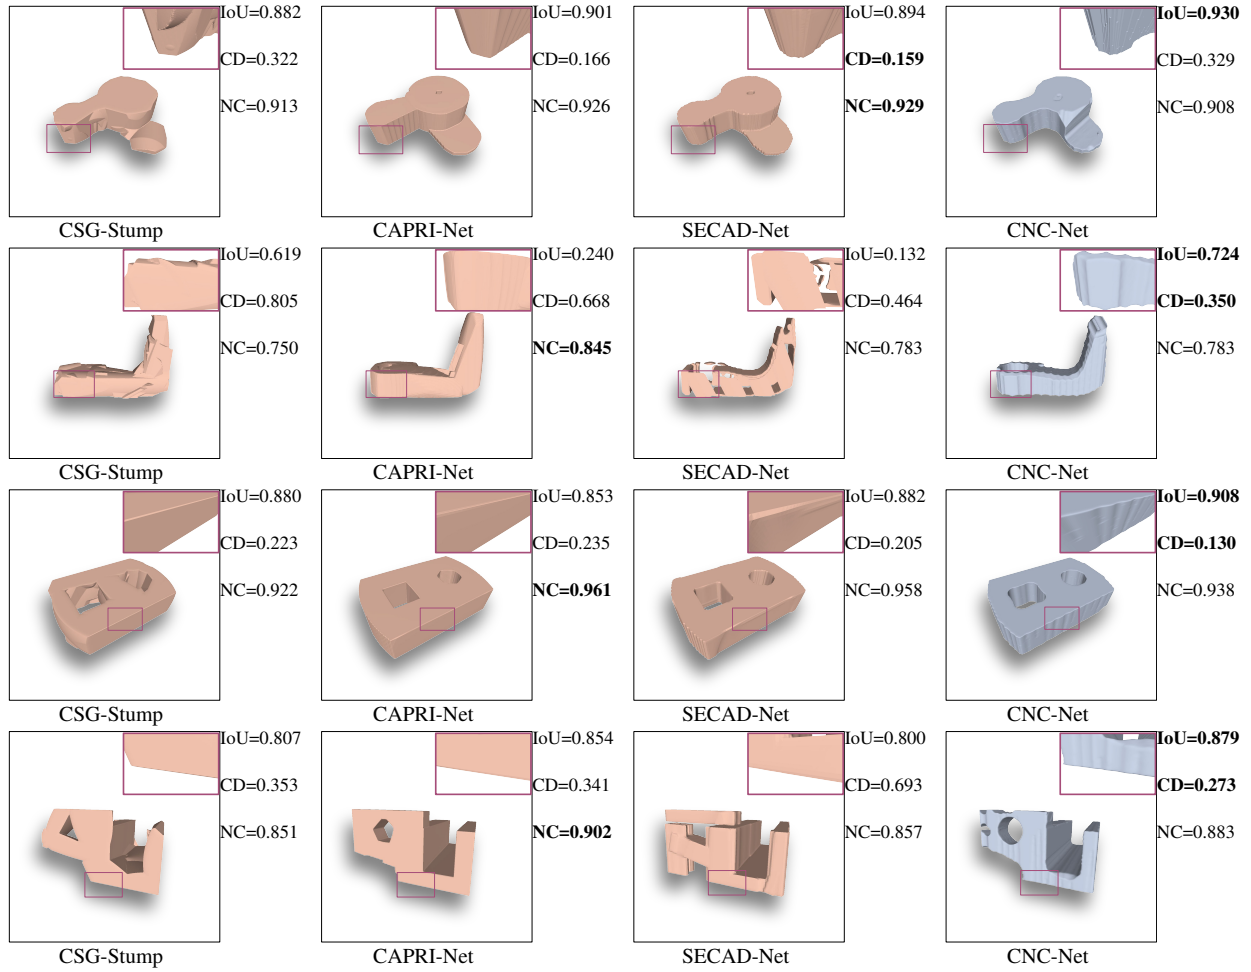 IoU=0.882
CD=0.322
NC=0.913
CSG-Stump
IoU=0.901
CD=0.166
NC=0.926
CAPRI-Net
IoU=0.894
CD=0.159
NC=0.929
SECAD-Net
IoU=0.930
CD=0.329
NC=0.908
CNC-Net
IoU=0.619
CD=0.805
NC=0.750
CSG-Stump
IoU=0.240
CD=0.668
NC=0.845
CAPRI-Net
IoU=0.132
CD=0.464
NC=0.783
SECAD-Net
IoU=0.724
CD=0.350
NC=0.783
CNC-Net
IoU=0.880
CD=0.223
NC=0.922
CSG-Stump
IoU=0.853
CD=0.235
NC=0.961
CAPRI-Net
IoU=0.882
CD=0.205
NC=0.958
SECAD-Net
IoU=0.908
CD=0.130
NC=0.938
CNC-Net
IoU=0.807
CD=0.353
NC=0.851
CSG-Stump
IoU=0.854
CD=0.341
NC=0.902
CAPRI-Net
IoU=0.800
CD=0.693
NC=0.857
SECAD-Net
IoU=0.879
CD=0.273
NC=0.883
CNC-Net